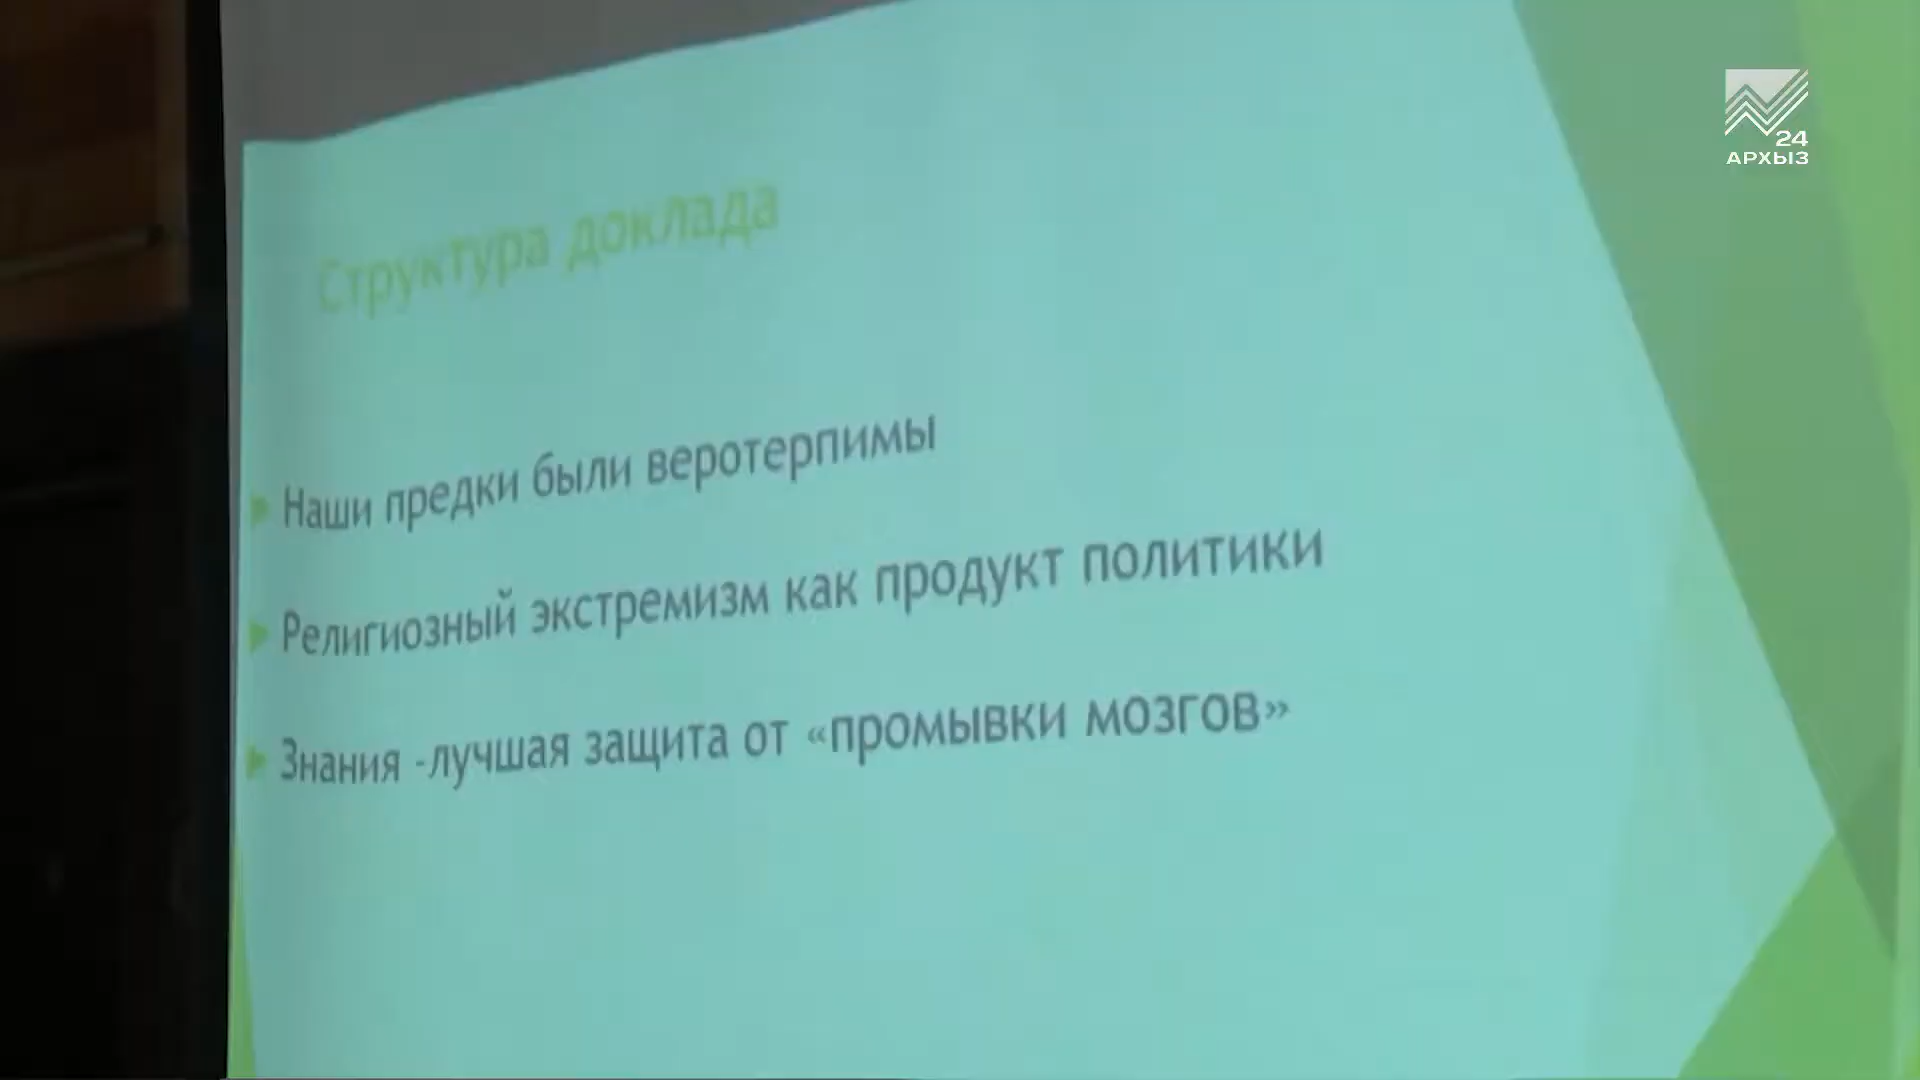 24
АРХЫЗ
Структура доклада
Наши предки были веротерпимы
Религиозный экстремизм как продукт политики
Знания -лучшая защита от «промывки мозгов»